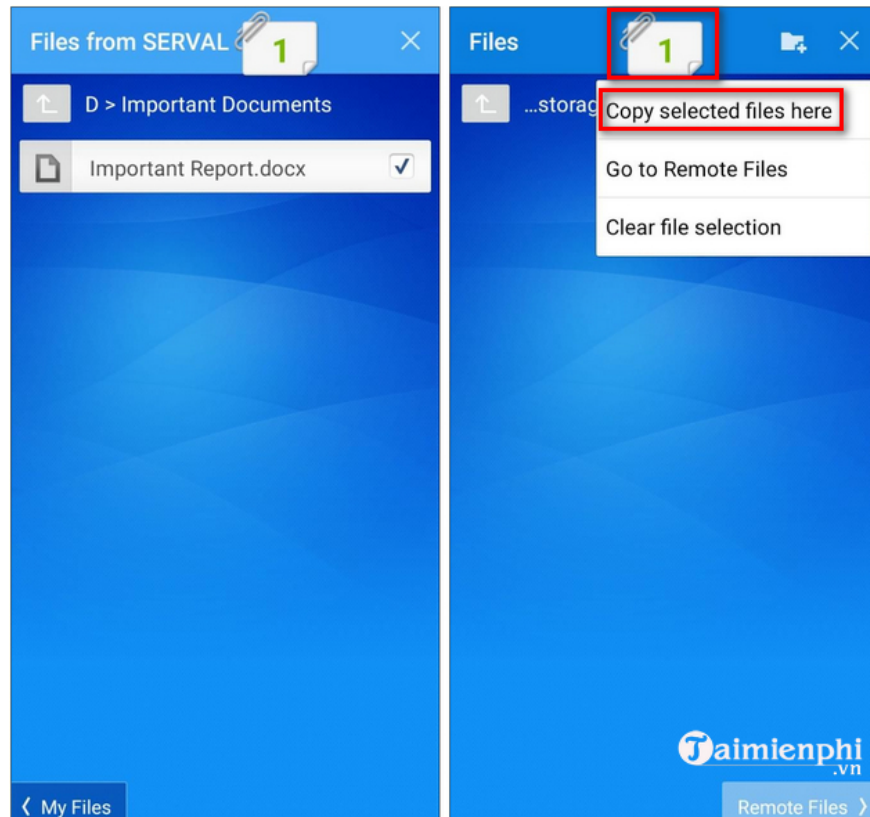 Files from SERVAL
1
D > Important Documents
Important Report.docx
My Files
Files
1
...storag
Copy selected files here
Go to Remote Files
Clear file selection
Taimienphi
.vn
Remote Files